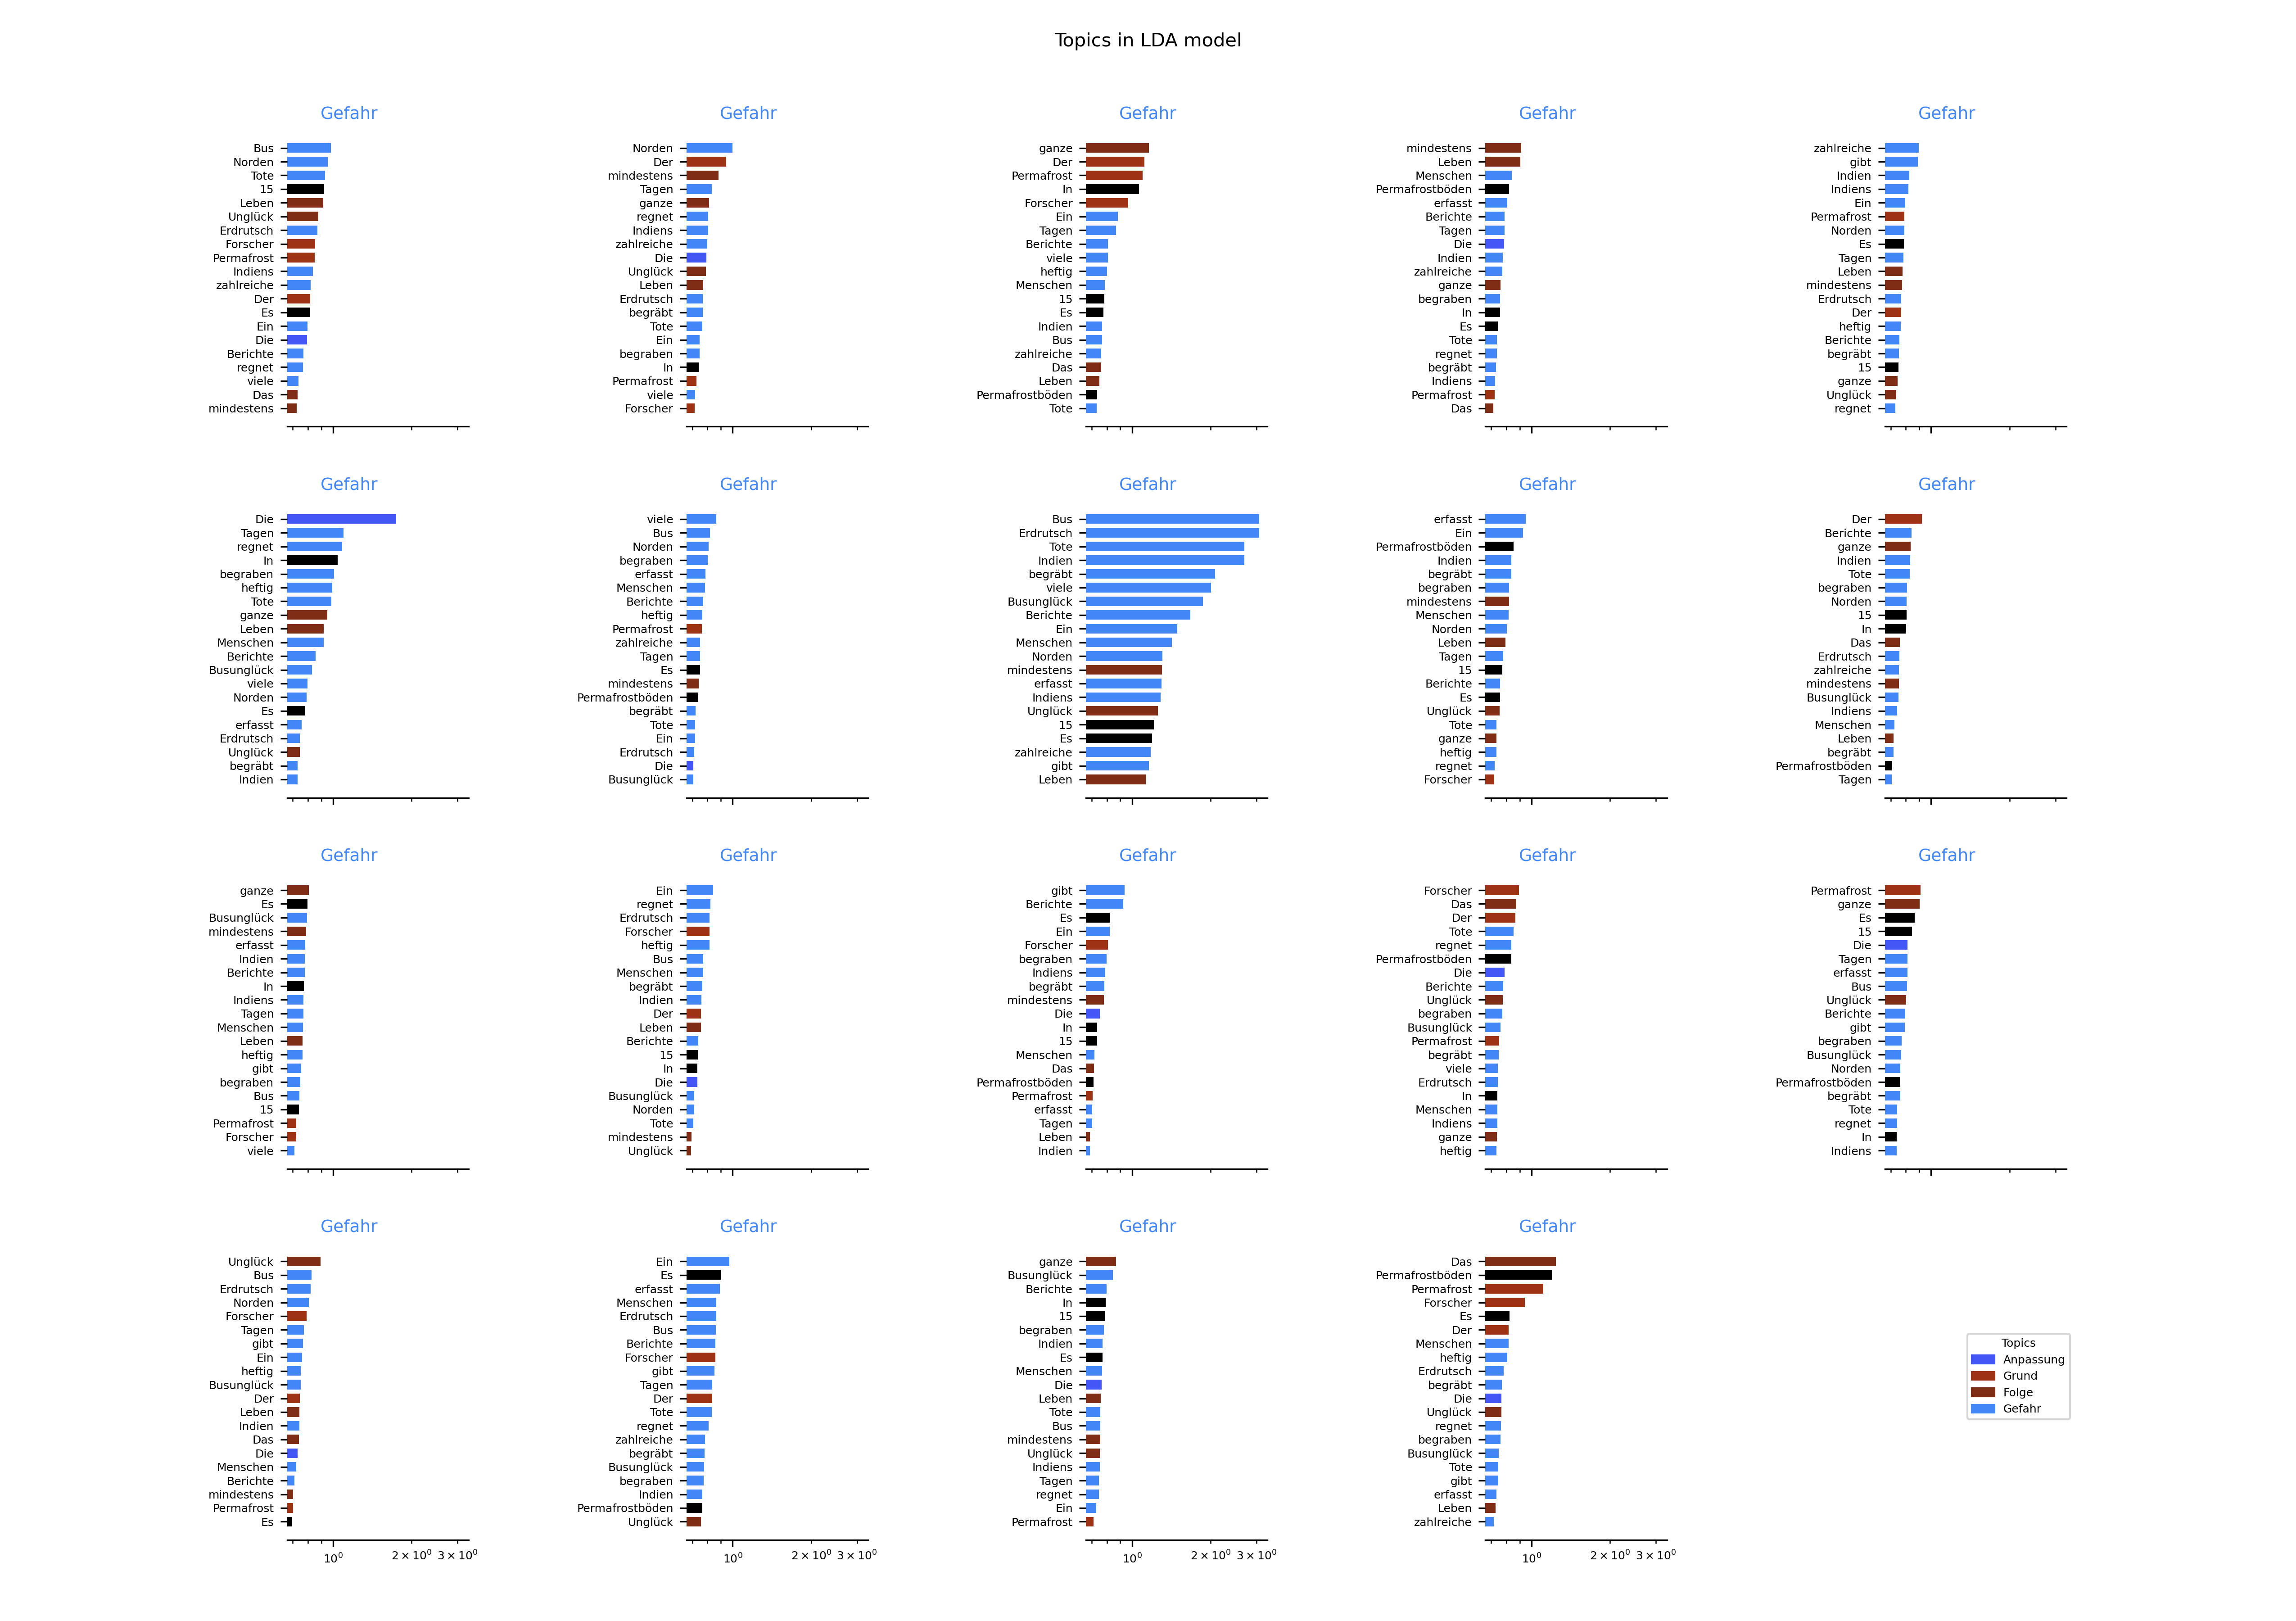 Topics in LDA model
Gefahr
Bus
Norden
Tote
15
Leben
Unglück
Erdrutsch
Forscher
Permafrost
Indiens
zahlreiche
Der
Es
Ein
Die
Berichte
regnet
viele
Das
mindestens
Gefahr
Norden
Der
mindestens
Tagen
ganze
regnet
Indiens
zahlreiche
Die
Unglück
Leben
Erdrutsch
begräbt
Tote
Ein
begraben
In
Permafrost
viele
Forscher
Gefahr
ganze
Der
Permafrost
In
Forscher
Ein
Tagen
Berichte
viele
heftig
Menschen
15
Es
Indien
Bus
zahlreiche
Das
Leben
Permafrostböden
Tote
Gefahr
mindestens
Leben
Menschen
Permafrostböden
erfasst
Berichte
Tagen
Die
Indien
zahlreiche
ganze
begraben
In
Es
Tote
regnet
begräbt
Indiens
Permafrost
Das
Gefahr
zahlreiche
gibt
Indien
Indiens
Ein
Permafrost
Norden
Es
Tagen
Leben
mindestens
Erdrutsch
Der
heftig
Berichte
begräbt
15
ganze
Unglück
regnet
Gefahr
Die
Tagen
regnet
In
begraben
heftig
Tote
ganze
Leben
Menschen
Berichte
Busunglück
viele
Norden
Es
erfasst
Erdrutsch
Unglück
begräbt
Indien
Gefahr
viele
Bus
Norden
begraben
erfasst
Menschen
Berichte
heftig
Permafrost
zahlreiche
Tagen
Es
mindestens
Permafrostböden
begräbt
Tote
Ein
Erdrutsch
Die
Busunglück
Gefahr
Bus
Erdrutsch
Tote
Indien
begräbt
viele
Busunglück
Berichte
Ein
Menschen
Norden
mindestens
erfasst
Indiens
Unglück
15
Es
zahlreiche
gibt
Leben
Gefahr
erfasst
Ein
Permafrostböden
Indien
begräbt
begraben
mindestens
Menschen
Norden
Leben
Tagen
15
Berichte
Es
Unglück
Tote
ganze
heftig
regnet
Forscher
Gefahr
Der
Berichte
ganze
Indien
Tote
begraben
Norden
15
In
Das
Erdrutsch
zahlreiche
mindestens
Busunglück
Indiens
Menschen
Leben
begräbt
Permafrostböden
Tagen
Gefahr
ganze
Es
Busunglück
mindestens
erfasst
Indien
Berichte
In
Indiens
Tagen
Menschen
Leben
heftig
gibt
begraben
Bus
15
Permafrost
Forscher
viele
Gefahr
Ein
regnet
Erdrutsch
Forscher
heftig
Bus
Menschen
begräbt
Indien
Der
Leben
Berichte
15
In
Die
Busunglück
Norden
Tote
mindestens
Unglück
Gefahr
gibt
Berichte
Es
Ein
Forscher
begraben
Indiens
begräbt
mindestens
Die
In
15
Menschen
Das
Permafrostböden
Permafrost
erfasst
Tagen
Leben
Indien
Gefahr
Forscher
Das
Der
Tote
regnet
Permafrostböden
Die
Berichte
Unglück
begraben
Busunglück
Permafrost
begräbt
viele
Erdrutsch
In
Menschen
Indiens
ganze
heftig
Gefahr
Permafrost
ganze
Es
15
Die
Tagen
erfasst
Bus
Unglück
Berichte
gibt
begraben
Busunglück
Norden
Permafrostböden
begräbt
Tote
regnet
In
Indiens
Gefahr
Unglück
Bus
Erdrutsch
Norden
Forscher
Tagen
gibt
Ein
heftig
Busunglück
Der
Leben
Indien
Das
Die
Menschen
Berichte
mindestens
Permafrost
Es
10⁰ 2 × 10⁰ 3 × 10⁰
Gefahr
Ein
Es
erfasst
Menschen
Erdrutsch
Bus
Berichte
Forscher
gibt
Tagen
Der
Tote
regnet
zahlreiche
begräbt
Busunglück
begraben
Indien
Permafrostböden
Unglück
10⁰ 2 × 10⁰ 3 × 10⁰
Gefahr
ganze
Busunglück
Berichte
In
15
begraben
Indien
Es
Menschen
Die
Leben
Tote
Bus
mindestens
Unglück
Indiens
Tagen
regnet
Ein
Permafrost
10⁰ 2 × 10⁰ 3 × 10⁰
Gefahr
Das
Permafrostböden
Permafrost
Forscher
Es
Der
Menschen
heftig
Erdrutsch
begräbt
Die
Unglück
regnet
begraben
Busunglück
Tote
gibt
erfasst
Leben
zahlreiche
10⁰ 2 × 10⁰ 3 × 10⁰
Topics
Anpassung
Grund
Folge
Gefahr